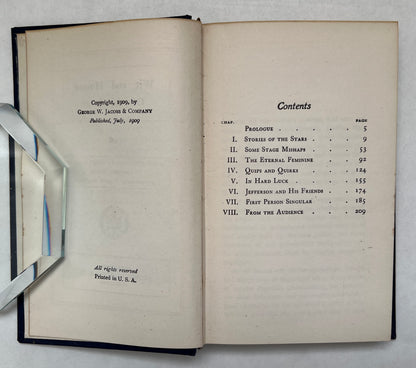 Copyright, 1909, by
GEORGE W. JACOBS & COMPANY
Published, July, 1909
All rights reserved
Printed in U. S. A.
Contents
CHAP. PAGE
PROLOGUE . . . . . 5
I. STORIES OF THE STARS . . . 9
II. SOME STAGE MISHAPS . . . 53
III. THE ETERNAL FEMININE . . . 92
IV. QUIPS AND QUIRKS . . . . 124
V. IN HARD LUCK . . . . 155
VI. JEFFERSON AND HIS FRIENDS . . 174
VII. FIRST PERSON SINGULAR . . . 185
VIII. FROM THE AUDIENCE . . . . 209